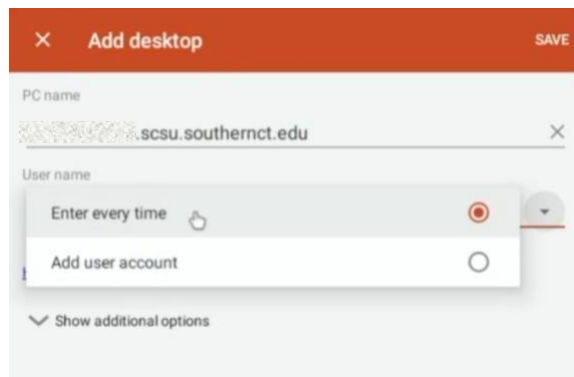 Add desktop
SAVE
PC name
.scsu.southernct.edu
User name
Enter every time
Add user account
Show additional options